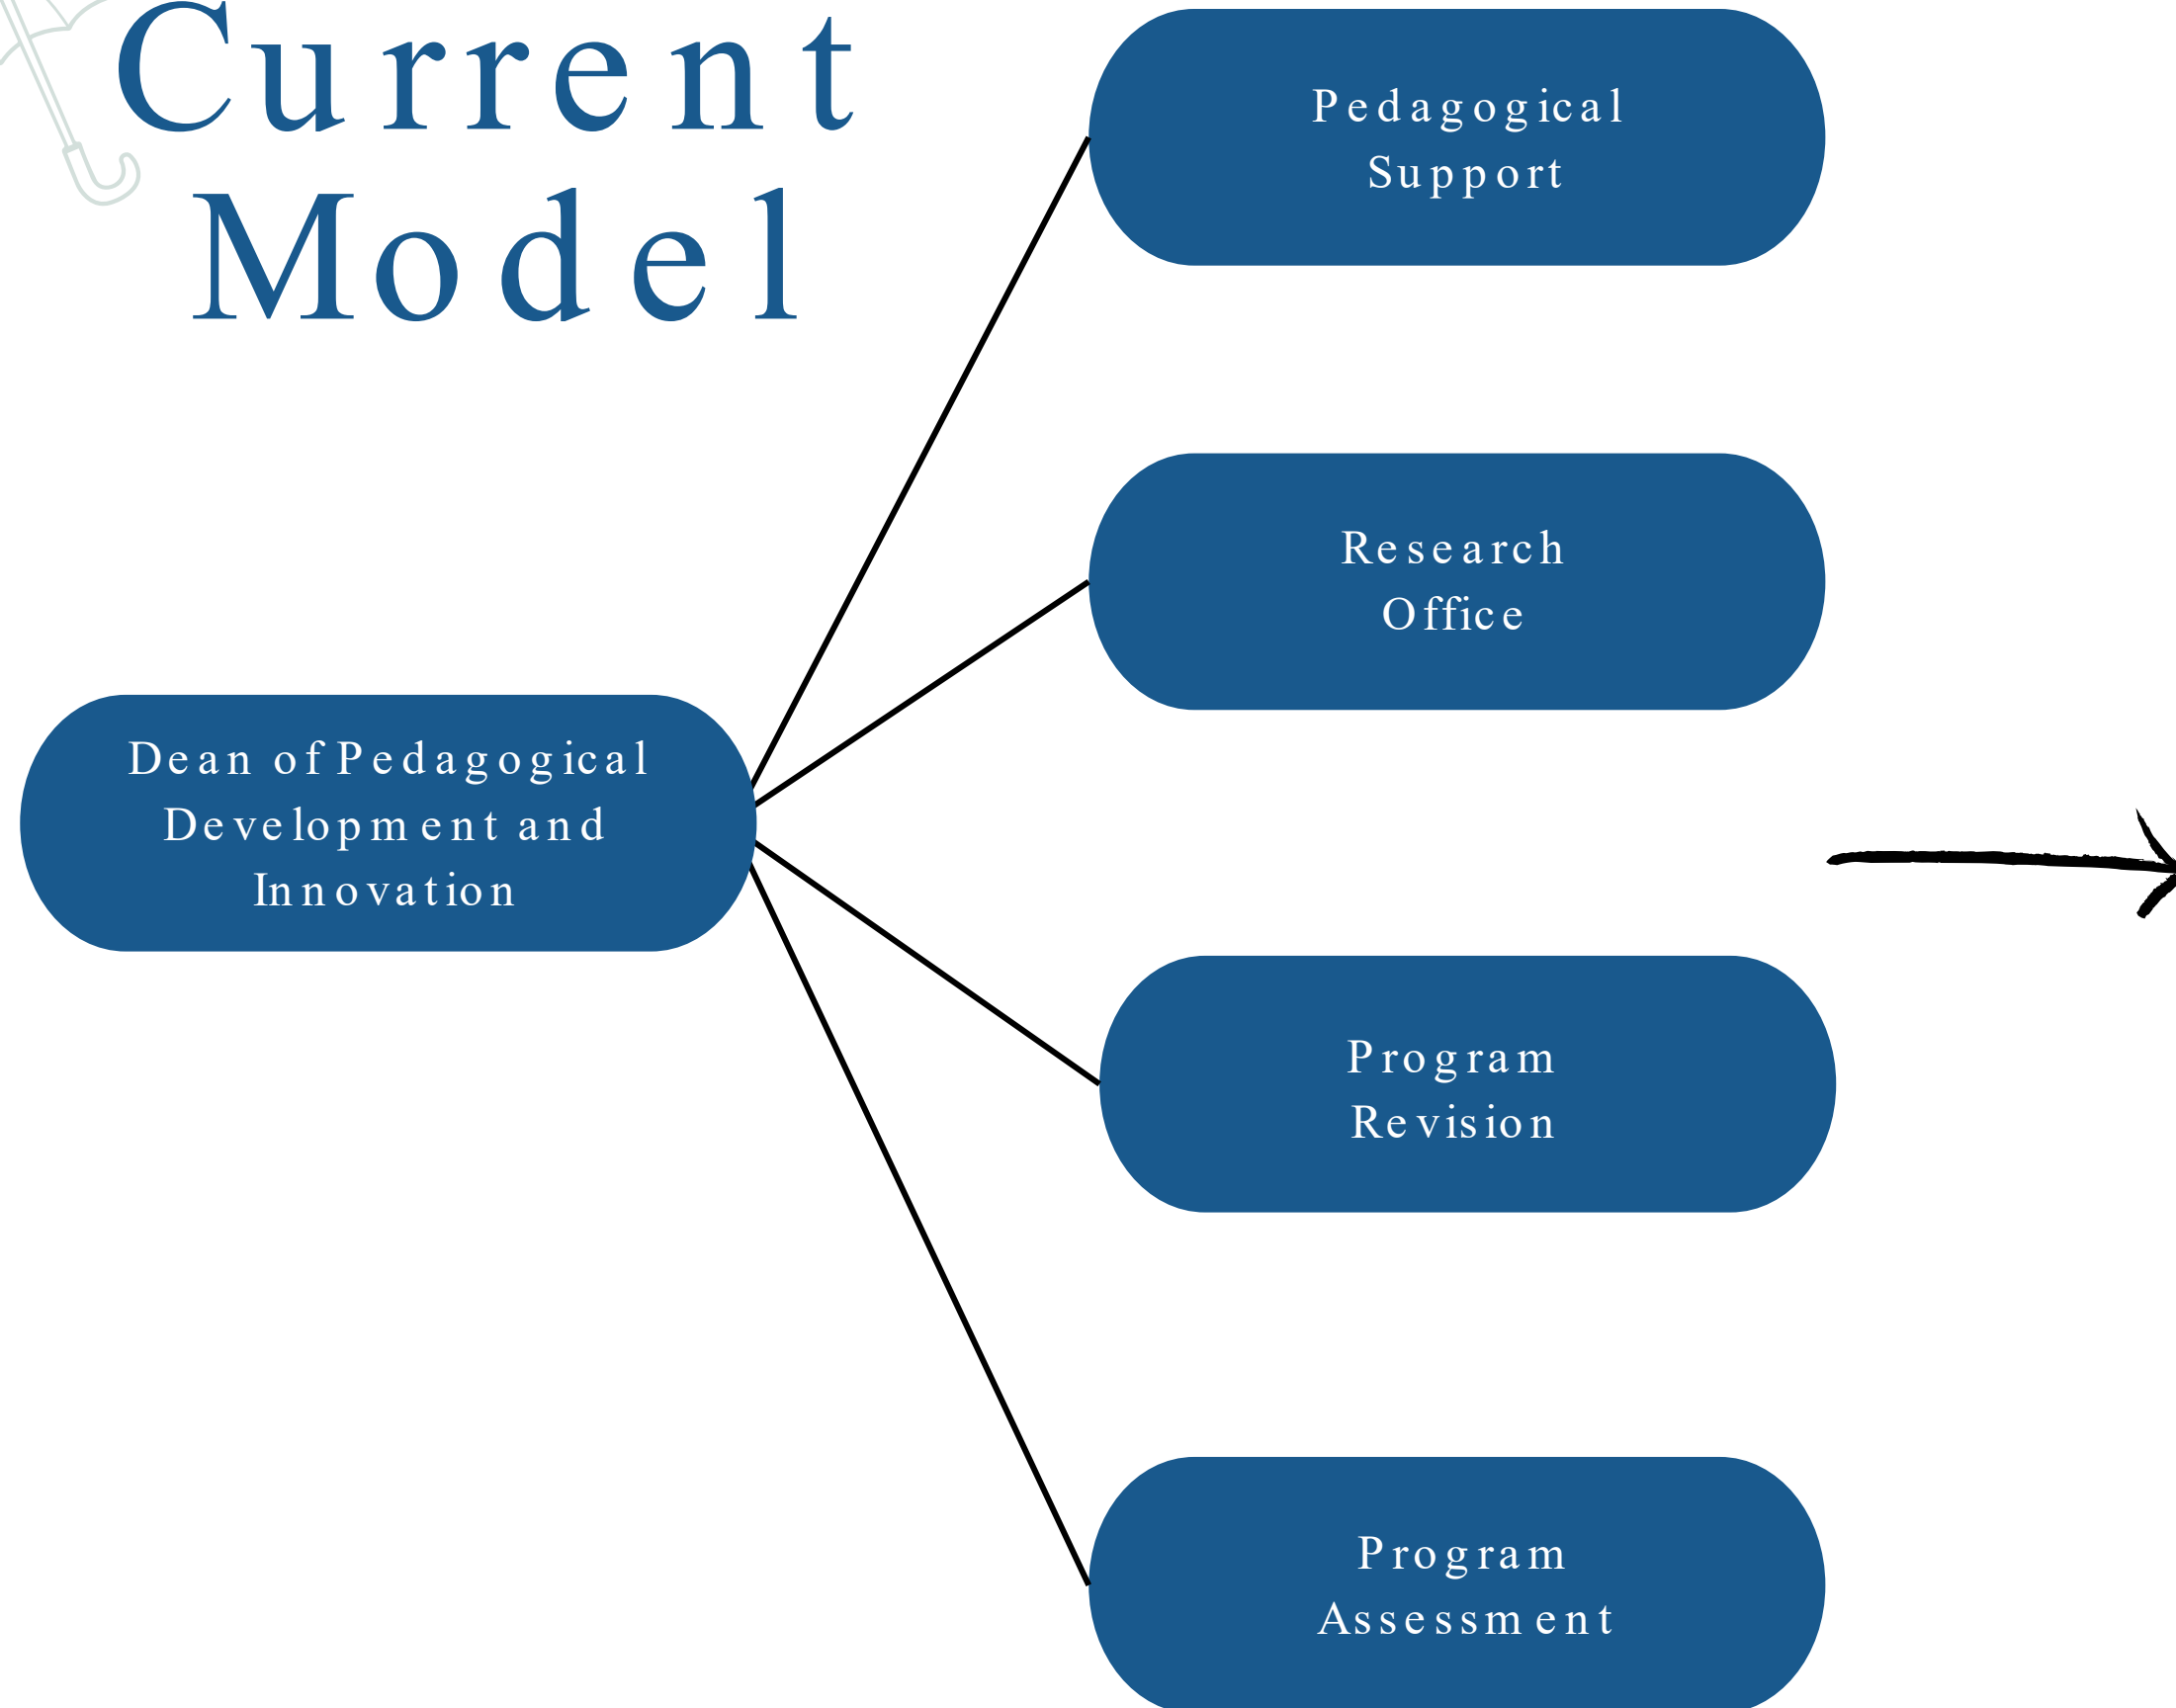 Current
Model
Pedagogical
Support
Research
Office
Dean of Pedagogical
Development and
Innovation
Program
Revision
Program
Assessment